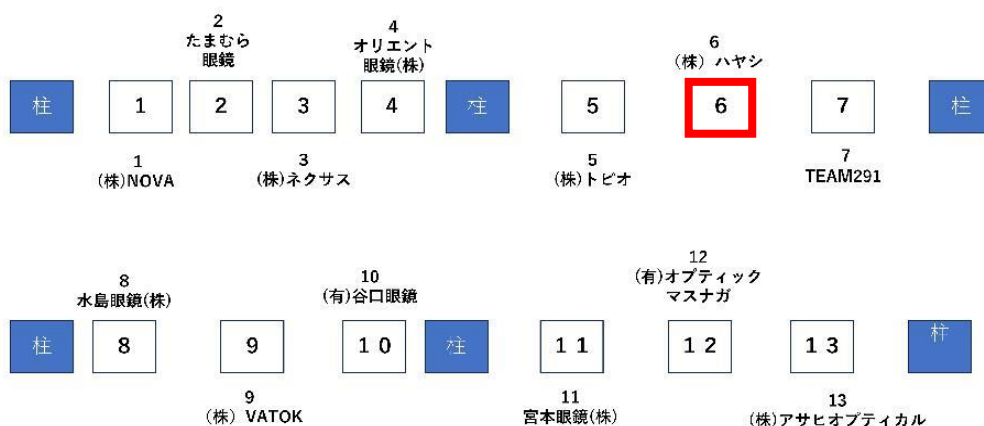 2
たまむら
眼鏡
4
オリエント
眼鏡(株)
6
(株) ハヤシ
柱 1 2 3 4 柱 5 6 7 柱
1
(株)NOVA
3
(株)ネクサス
5
(株)トピオ
7
TEAM291
8
水島眼鏡(株)
10
(有)谷口眼鏡
12
(有)オプティック
マスナガ
柱 8 9 10 柱 11 12 13 柱
9
(株) VATOK
11
宮本眼鏡(株)
13
(株)アサヒオプティカル